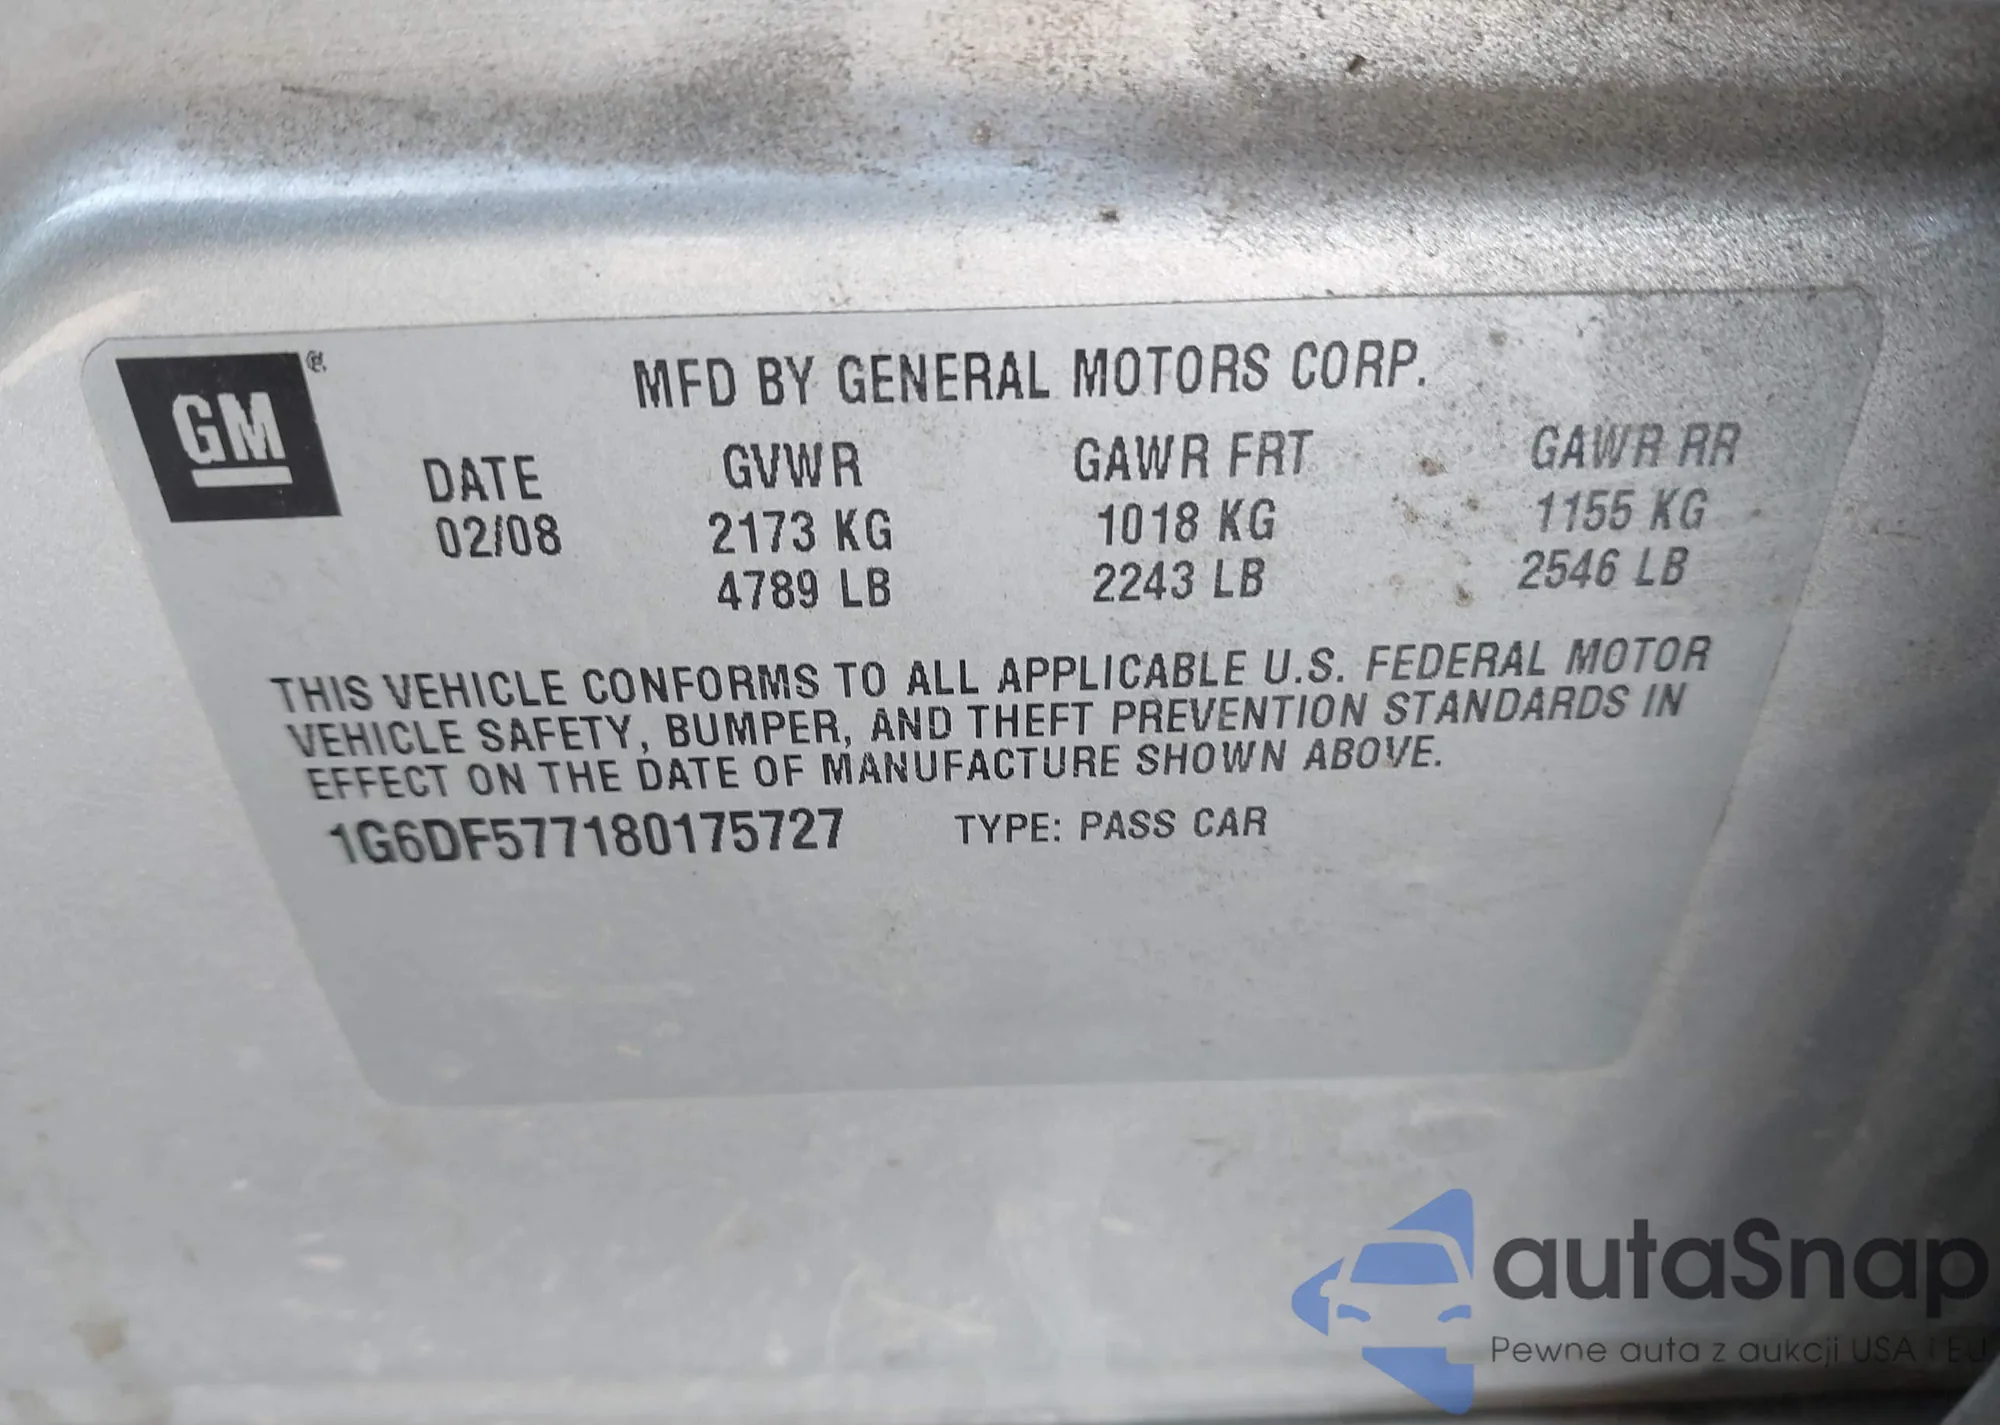 GM
MFD BY GENERAL MOTORS CORP.
DATE GVWR GAWR FRT GAWR RR
02/08 2173 KG 1018 KG 1155 KG
4789 LB 2243 LB 2546 LB
THIS VEHICLE CONFORMS TO ALL APPLICABLE U.S. FEDERAL MOTOR
VEHICLE SAFETY, BUMPER, AND THEFT PREVENTION STANDARDS IN
EFFECT ON THE DATE OF MANUFACTURE SHOWN ABOVE.
1G6DF577180175727 TYPE: PASS CAR
autaSnap
Pewne auta z aukcji USA i EU